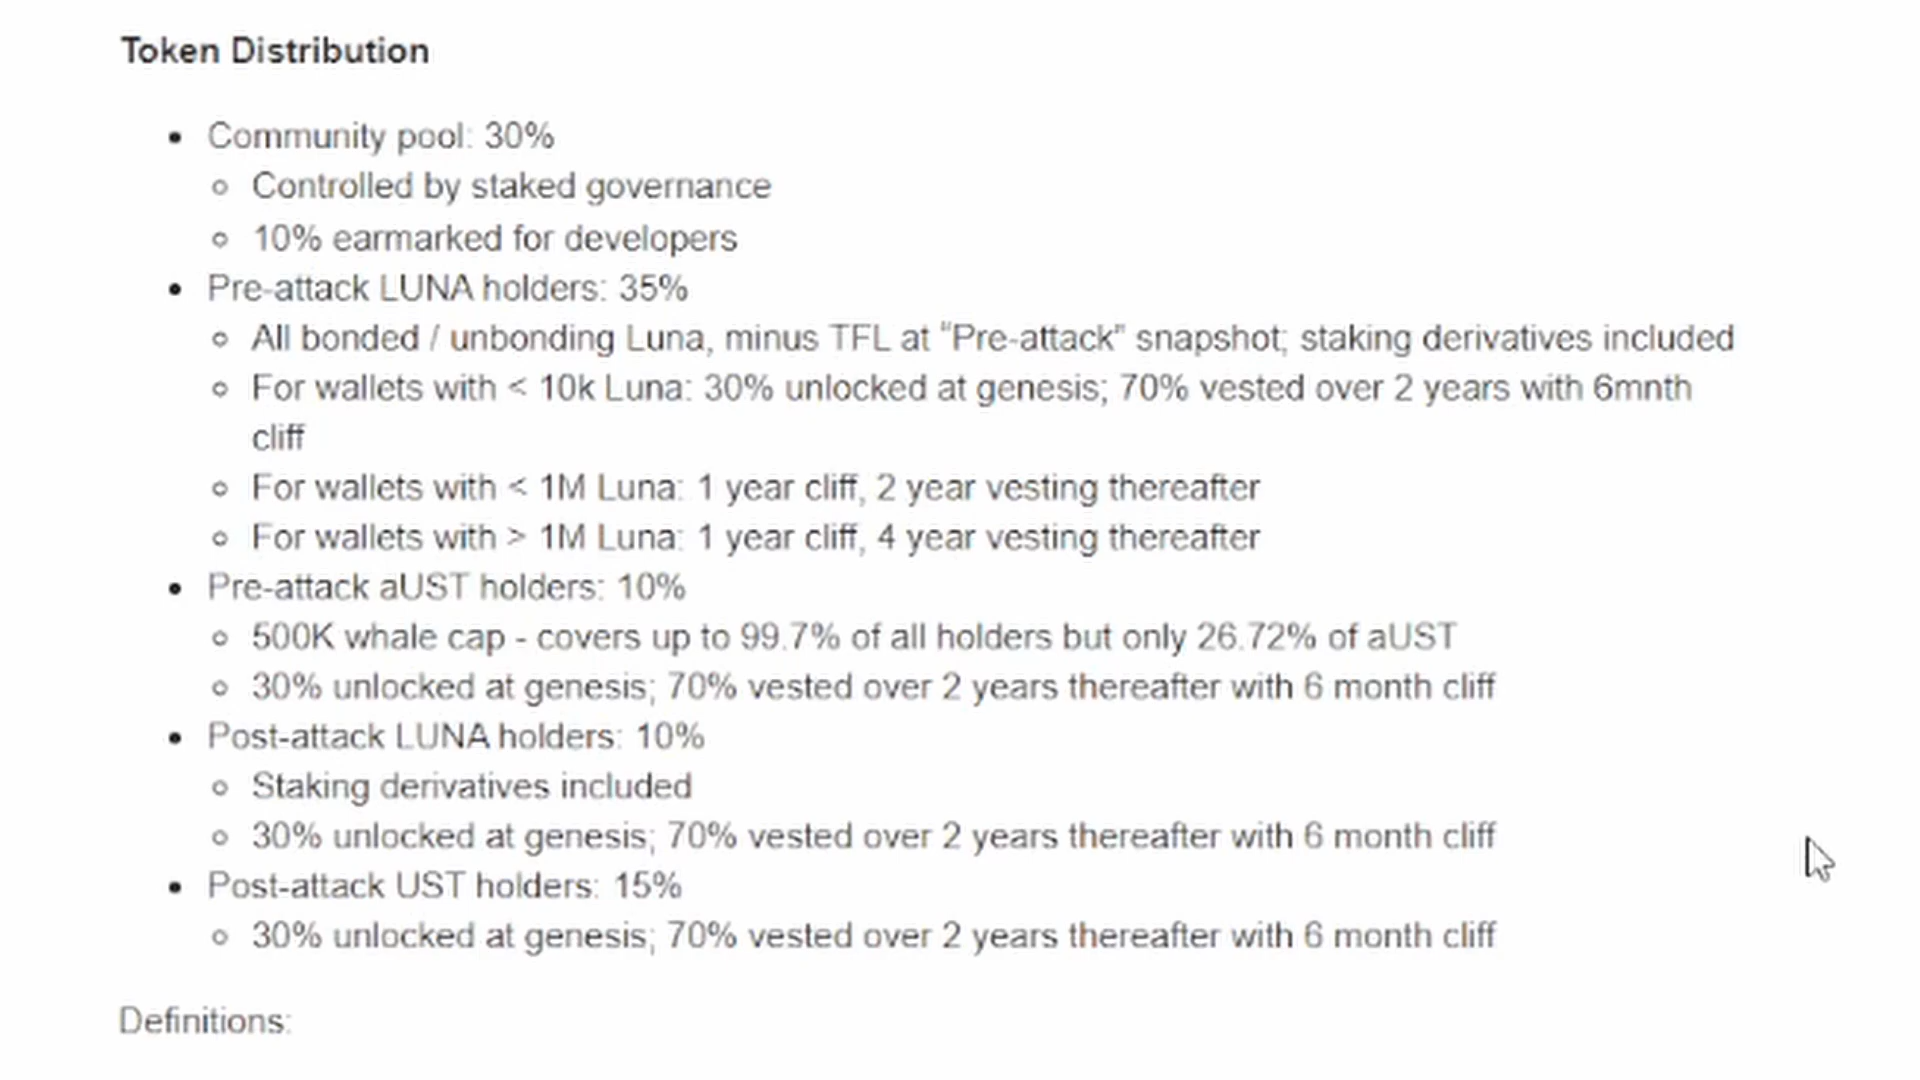 Token Distribution
• Community pool: 30%
◦ Controlled by staked governance
◦ 10% earmarked for developers
• Pre-attack LUNA holders: 35%
◦ All bonded / unbonding Luna, minus TFL at “Pre-attack” snapshot; staking derivatives included
◦ For wallets with < 10k Luna: 30% unlocked at genesis; 70% vested over 2 years with 6mnth
cliff
◦ For wallets with < 1M Luna: 1 year cliff, 2 year vesting thereafter
◦ For wallets with > 1M Luna: 1 year cliff, 4 year vesting thereafter
• Pre-attack aUST holders: 10%
◦ 500K whale cap - covers up to 99.7% of all holders but only 26.72% of aUST
◦ 30% unlocked at genesis; 70% vested over 2 years thereafter with 6 month cliff
• Post-attack LUNA holders: 10%
◦ Staking derivatives included
◦ 30% unlocked at genesis; 70% vested over 2 years thereafter with 6 month cliff
• Post-attack UST holders: 15%
◦ 30% unlocked at genesis; 70% vested over 2 years thereafter with 6 month cliff
Definitions: